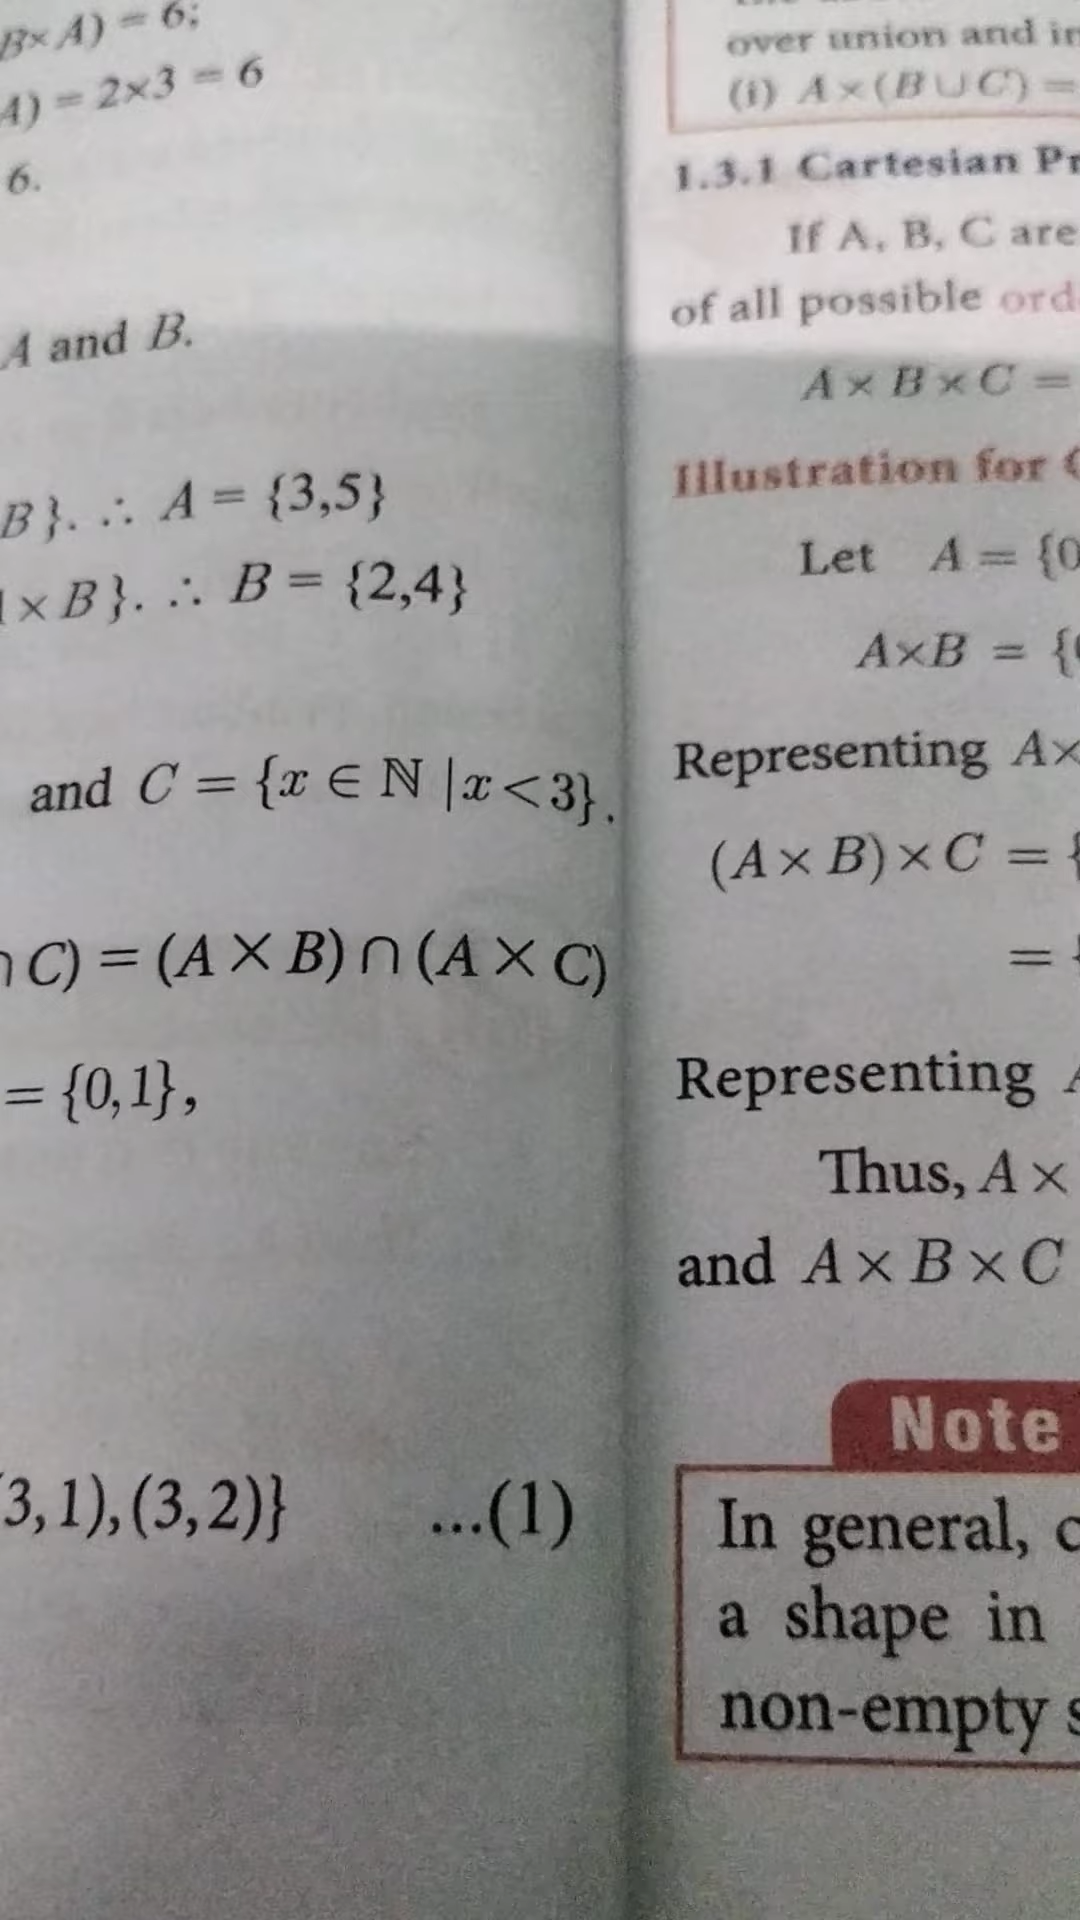 B×A) = 6;
A) = 2×3 = 6
6.
A and B.
B}. ∴ A = {3,5}
× B}. ∴ B = {2,4}
and C = {x ∈ ℕ |x<3}.
C) = (A × B) ∩ (A × C)
= {0,1},
3,1),(3,2)} ...(1)
over union and
(i) A×(B∪C) =
1.3.1 Cartesian
If A, B, C are
of all possible
A × B × C =
Illustration for
Let A = {0
A×B = {
Representing A×
(A × B) × C = {
= {
Representing
Thus, A ×
and A × B × C
Note
In general,
a shape in
non-empty